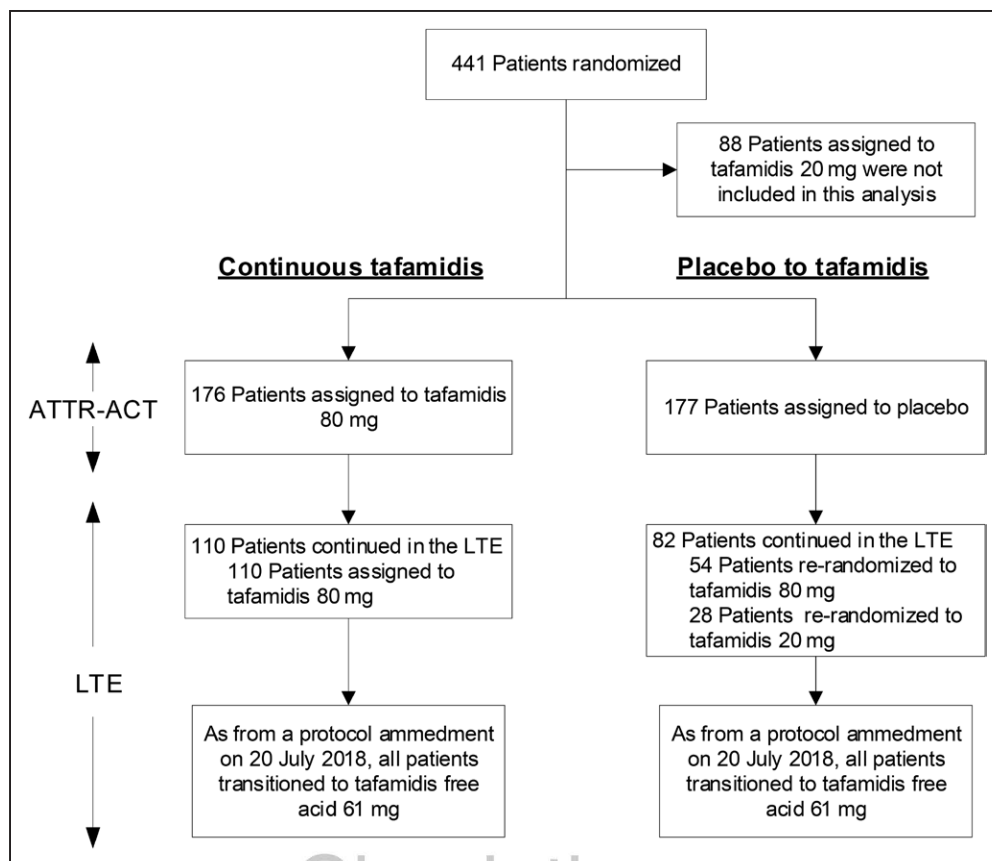 441 Patients randomized
88 Patients assigned to
tafamidis 20 mg were not
included in this analysis
Continuous tafamidis
Placebo to tafamidis
ATTR-ACT
176 Patients assigned to tafamidis
80 mg
177 Patients assigned to placebo
LTE
110 Patients continued in the LTE
110 Patients assigned to
tafamidis 80 mg
82 Patients continued in the LTE
54 Patients re-randomized to
tafamidis 80 mg
28 Patients re-randomized to
tafamidis 20 mg
As from a protocol ammedment
on 20 July 2018, all patients
transitioned to tafamidis free
acid 61 mg
As from a protocol ammedment
on 20 July 2018, all patients
transitioned to tafamidis free
acid 61 mg